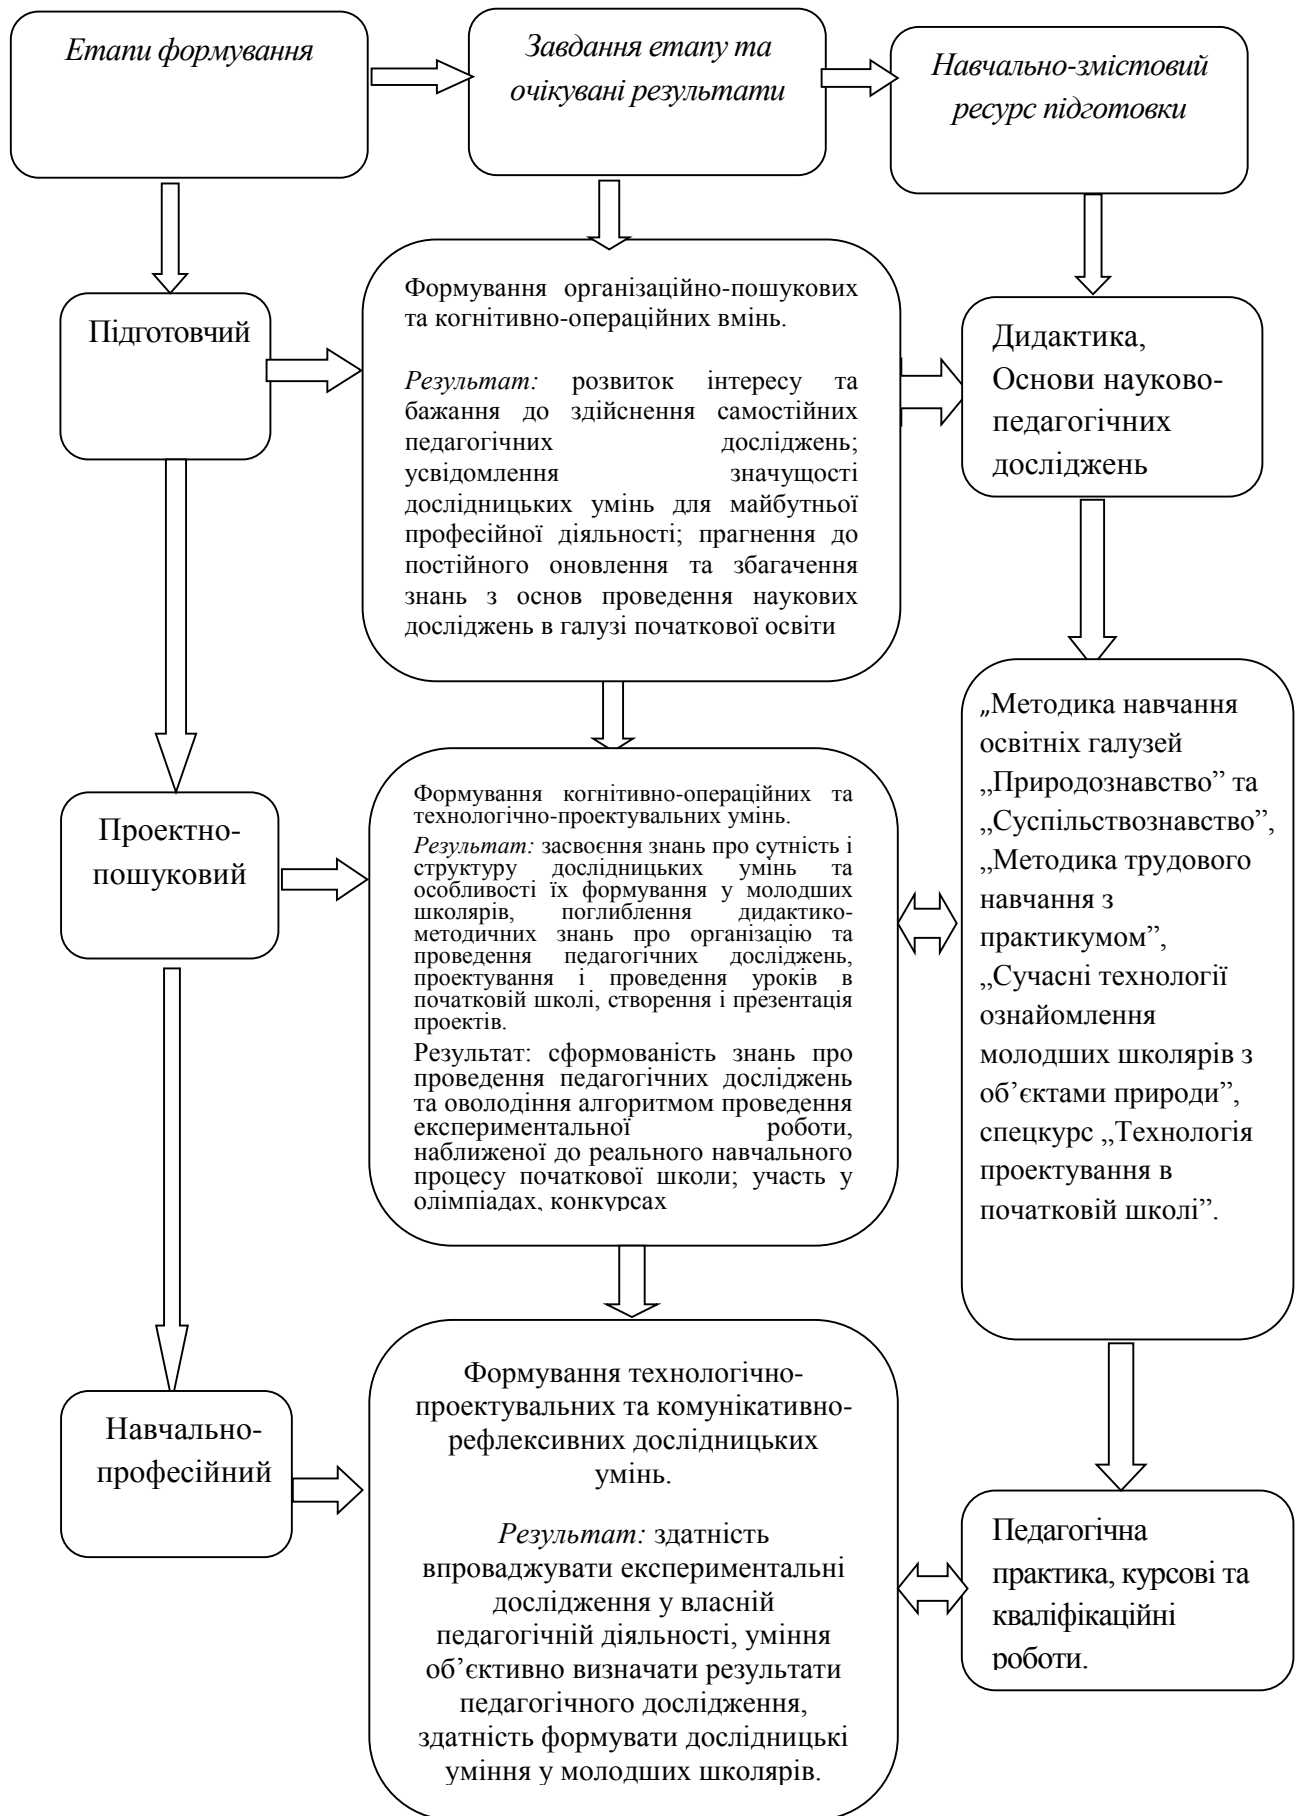 Етапи формування
Завдання етапу та
очікувані результати
Навчально-змістовий
ресурс підготовки
Підготовчий
Формування організаційно-пошукових
та когнітивно-операційних вмінь.
Результат: розвиток інтересу та
бажання до здійснення самостійних
педагогічних досліджень;
усвідомлення значущості
дослідницьких умінь для майбутньої
професійної діяльності; прагнення до
постійного оновлення та збагачення
знань з основ проведення наукових
досліджень в галузі початкової освіти
Дидактика,
Основи науково-
педагогічних
досліджень
Проектно-
пошуковий
Формування когнітивно-операційних та
технологічно-проектувальних умінь.
Результат: засвоєння знань про сутність і
структуру дослідницьких умінь та
особливості їх формування у молодших
школярів, поглиблення дидактико-
методичних знань про організацію та
проведення педагогічних досліджень,
проектування і проведення уроків в
початковій школі, створення і презентація
проектів.
Результат: сформованість знань про
проведення педагогічних досліджень
та оволодіння алгоритмом проведення
експериментальної роботи,
наближеної до реального навчального
процесу початкової школи; участь у
олімпіадах, конкурсах
„Методика навчання
освітніх галузей
„Природознавство” та
„Суспільствознавство”,
„Методика трудового
навчання з
практикумом”,
„Сучасні технології
ознайомлення
молодших школярів з
об’єктами природи”,
спецкурс „Технологія
проектування в
початковій школі”.
Навчально-
професійний
Формування технологічно-
проектувальних та комунікативно-
рефлексивних дослідницьких
умінь.
Результат: здатність
впроваджувати експериментальні
дослідження у власній
педагогічній діяльності, уміння
об’єктивно визначати результати
педагогічного дослідження,
здатність формувати дослідницькі
уміння у молодших школярів.
Педагогічна
практика, курсові та
кваліфікаційні
роботи.